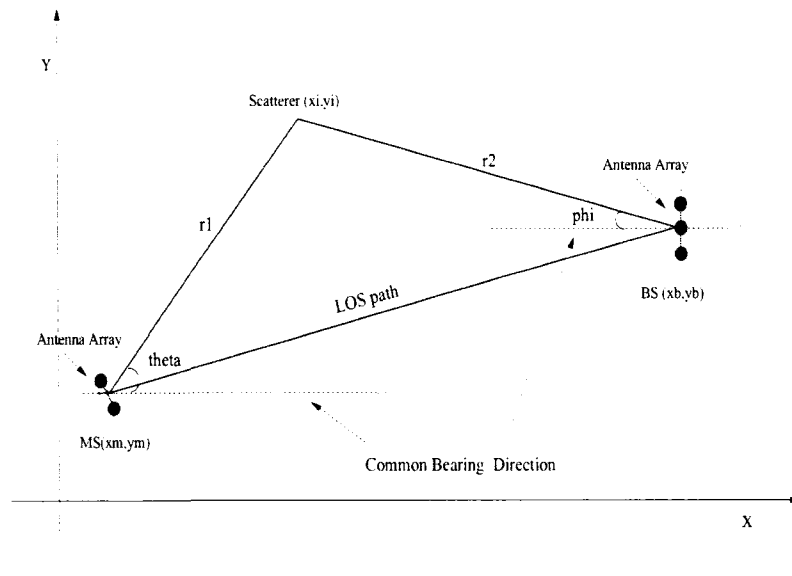 Y
Scatterer (xi,yi)
r2
Antenna Array
r1
phi
BS (xb,yb)
LOS path
Antenna Array
theta
MS(xm,ym)
Common Bearing Direction
X